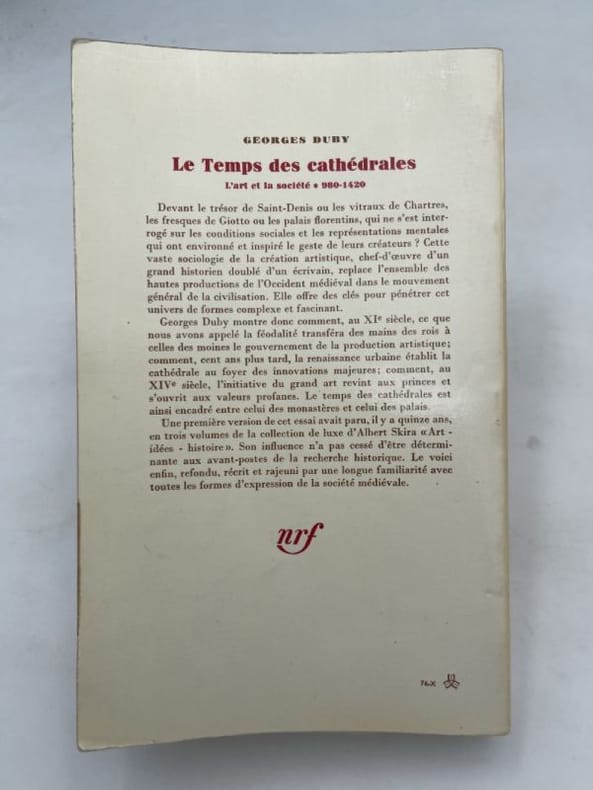 GEORGES DUBY
Le Temps des cathédrales
L'art et la société • 980-1420
Devant le trésor de Saint-Denis ou les vitraux de Chartres,
les fresques de Giotto ou les palais florentins, qui ne s'est inter-
rogé sur les conditions sociales et les représentations mentales
qui ont environné et inspiré le geste de leurs créateurs ? Cette
vaste sociologie de la création artistique, chef-d'œuvre d'un
grand historien doublé d'un écrivain, replace l'ensemble des
hautes productions de l'Occident médiéval dans le mouvement
général de la civilisation. Elle offre des clés pour pénétrer cet
univers de formes complexe et fascinant.
Georges Duby montre donc comment, au XIe siècle, ce que
nous avons appelé la féodalité transféra des mains des rois à
celles des moines le gouvernement de la production artistique;
comment, cent ans plus tard, la renaissance urbaine établit la
cathédrale au foyer des innovations majeures; comment, au
XIVe siècle, l'initiative du grand art revint aux princes et
s'ouvrit aux valeurs profanes. Le temps des cathédrales est
ainsi encadré entre celui des monastères et celui des palais.
Une première version de cet essai avait paru, il y a quinze ans,
en trois volumes de la collection de luxe d'Albert Skira «Art -
idées - histoire». Son influence n'a pas cessé d'être détermi-
nante aux avant-postes de la recherche historique. Le voici
enfin, refondu, récrit et rajeuni par une longue familiarité avec
toutes les formes d'expression de la société médiévale.
nrf
76-X